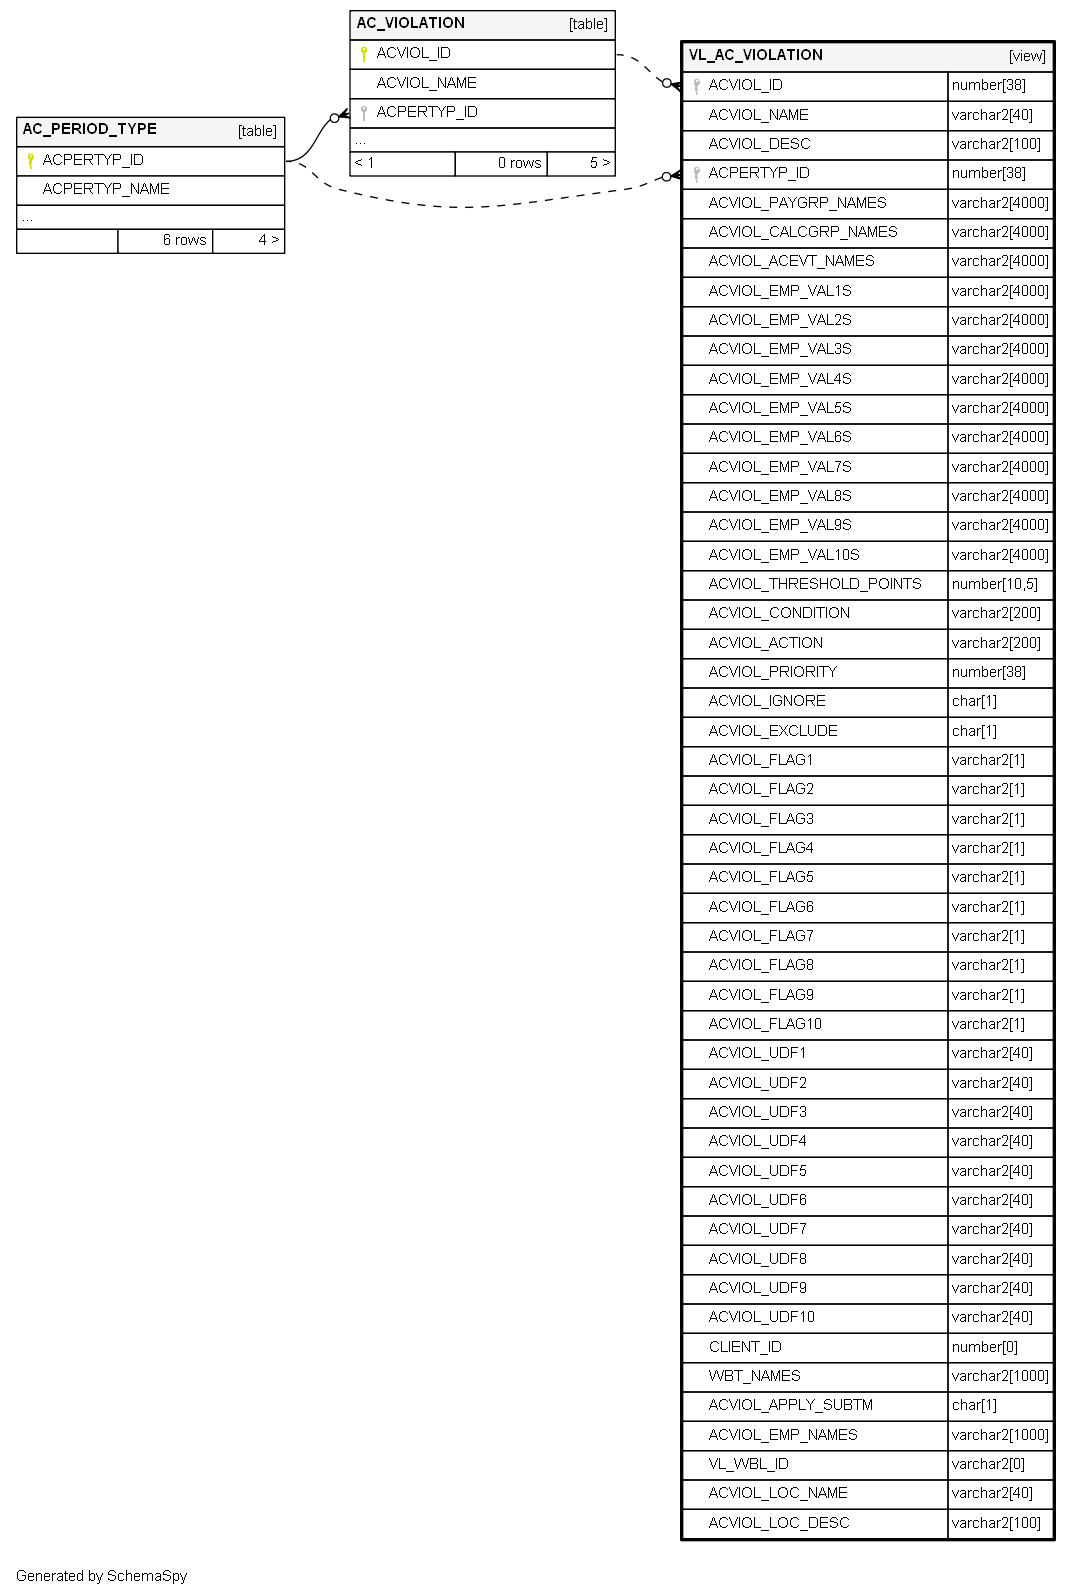 AC_VIOLATION [table]
ACVIOL_ID
ACVIOL_NAME
ACPERTYP_ID
...
< 1 0 rows 5 >
AC_PERIOD_TYPE [table]
ACPERTYP_ID
ACPERTYP_NAME
...
6 rows 4 >
VL_AC_VIOLATION [view]
ACVIOL_ID number[38]
ACVIOL_NAME varchar2[40]
ACVIOL_DESC varchar2[100]
ACPERTYP_ID number[38]
ACVIOL_PAYGRP_NAMES varchar2[4000]
ACVIOL_CALCGRP_NAMES varchar2[4000]
ACVIOL_ACEVT_NAMES varchar2[4000]
ACVIOL_EMP_VAL1S varchar2[4000]
ACVIOL_EMP_VAL2S varchar2[4000]
ACVIOL_EMP_VAL3S varchar2[4000]
ACVIOL_EMP_VAL4S varchar2[4000]
ACVIOL_EMP_VAL5S varchar2[4000]
ACVIOL_EMP_VAL6S varchar2[4000]
ACVIOL_EMP_VAL7S varchar2[4000]
ACVIOL_EMP_VAL8S varchar2[4000]
ACVIOL_EMP_VAL9S varchar2[4000]
ACVIOL_EMP_VAL10S varchar2[4000]
ACVIOL_THRESHOLD_POINTS number[10,5]
ACVIOL_CONDITION varchar2[200]
ACVIOL_ACTION varchar2[200]
ACVIOL_PRIORITY number[38]
ACVIOL_IGNORE char[1]
ACVIOL_EXCLUDE char[1]
ACVIOL_FLAG1 varchar2[1]
ACVIOL_FLAG2 varchar2[1]
ACVIOL_FLAG3 varchar2[1]
ACVIOL_FLAG4 varchar2[1]
ACVIOL_FLAG5 varchar2[1]
ACVIOL_FLAG6 varchar2[1]
ACVIOL_FLAG7 varchar2[1]
ACVIOL_FLAG8 varchar2[1]
ACVIOL_FLAG9 varchar2[1]
ACVIOL_FLAG10 varchar2[1]
ACVIOL_UDF1 varchar2[40]
ACVIOL_UDF2 varchar2[40]
ACVIOL_UDF3 varchar2[40]
ACVIOL_UDF4 varchar2[40]
ACVIOL_UDF5 varchar2[40]
ACVIOL_UDF6 varchar2[40]
ACVIOL_UDF7 varchar2[40]
ACVIOL_UDF8 varchar2[40]
ACVIOL_UDF9 varchar2[40]
ACVIOL_UDF10 varchar2[40]
CLIENT_ID number[0]
WBT_NAMES varchar2[1000]
ACVIOL_APPLY_SUBTM char[1]
ACVIOL_EMP_NAMES varchar2[1000]
VL_WBL_ID varchar2[0]
ACVIOL_LOC_NAME varchar2[40]
ACVIOL_LOC_DESC varchar2[100]
Generated by SchemaSpy